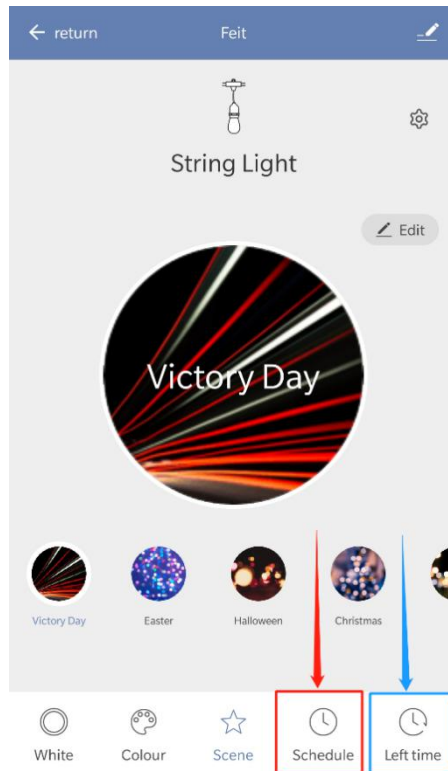 return
Feit
String Light
Edit
Victory Day
Victory Day
Easter
Halloween
Christmas
White
Colour
Scene
Schedule
Left time